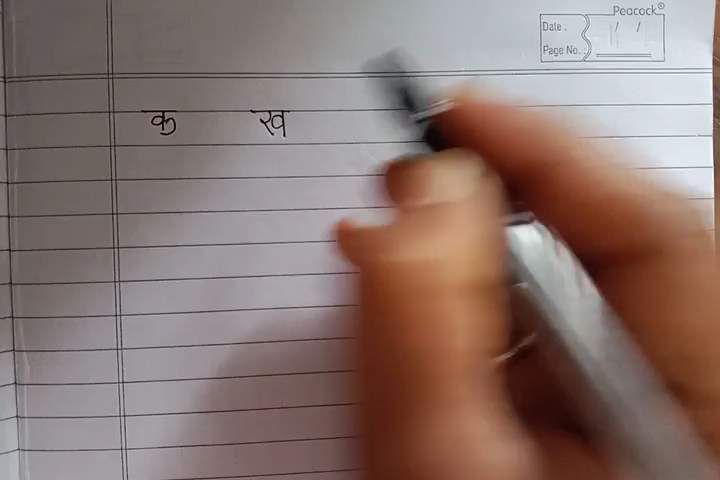 Peacock®
Date : / /
Page No. :
क ख